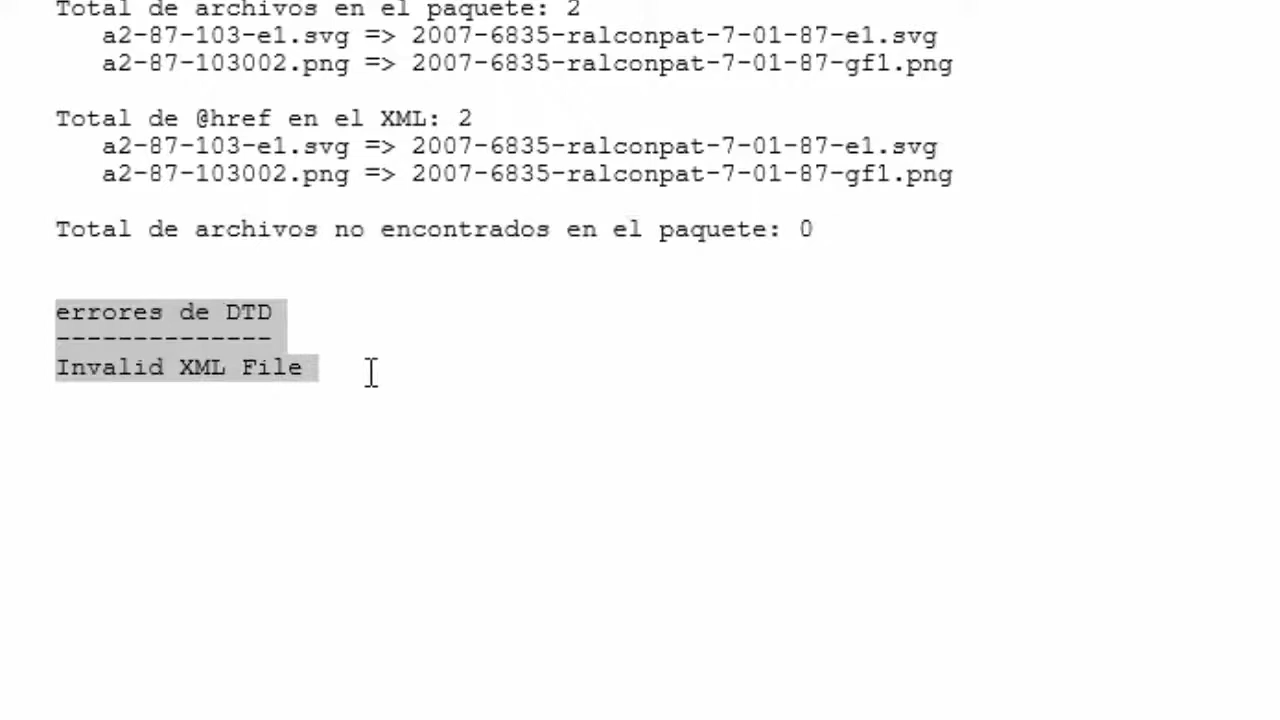 Total de archivos en el paquete: 2
a2-87-103-e1.svg => 2007-6835-ralconpat-7-01-87-e1.svg
a2-87-103002.png => 2007-6835-ralconpat-7-01-87-gf1.png
Total de @href en el XML: 2
a2-87-103-e1.svg => 2007-6835-ralconpat-7-01-87-e1.svg
a2-87-103002.png => 2007-6835-ralconpat-7-01-87-gf1.png
Total de archivos no encontrados en el paquete: 0
errores de DTD
--------------
Invalid XML File